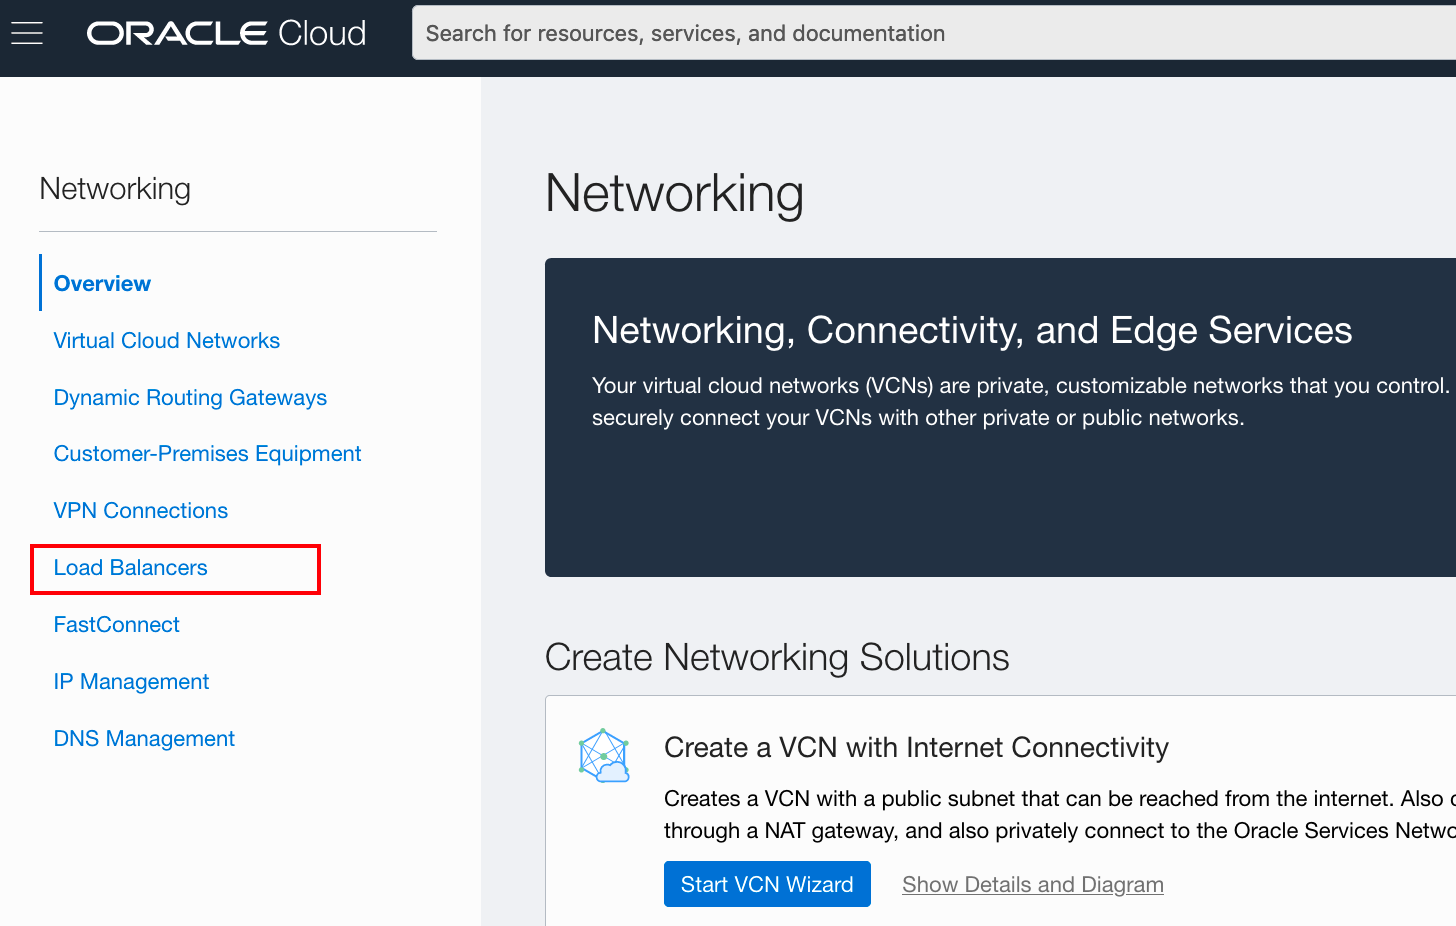 ORACLE Cloud
Search for resources, services, and documentation
Networking
Overview
Virtual Cloud Networks
Dynamic Routing Gateways
Customer-Premises Equipment
VPN Connections
Load Balancers
FastConnect
IP Management
DNS Management
Networking
Networking, Connectivity, and Edge Services
Your virtual cloud networks (VCNs) are private, customizable networks that you control.
securely connect your VCNs with other private or public networks.
Create Networking Solutions
Create a VCN with Internet Connectivity
Creates a VCN with a public subnet that can be reached from the internet. Also
through a NAT gateway, and also privately connect to the Oracle Services
Start VCN Wizard
Show Details and Diagram